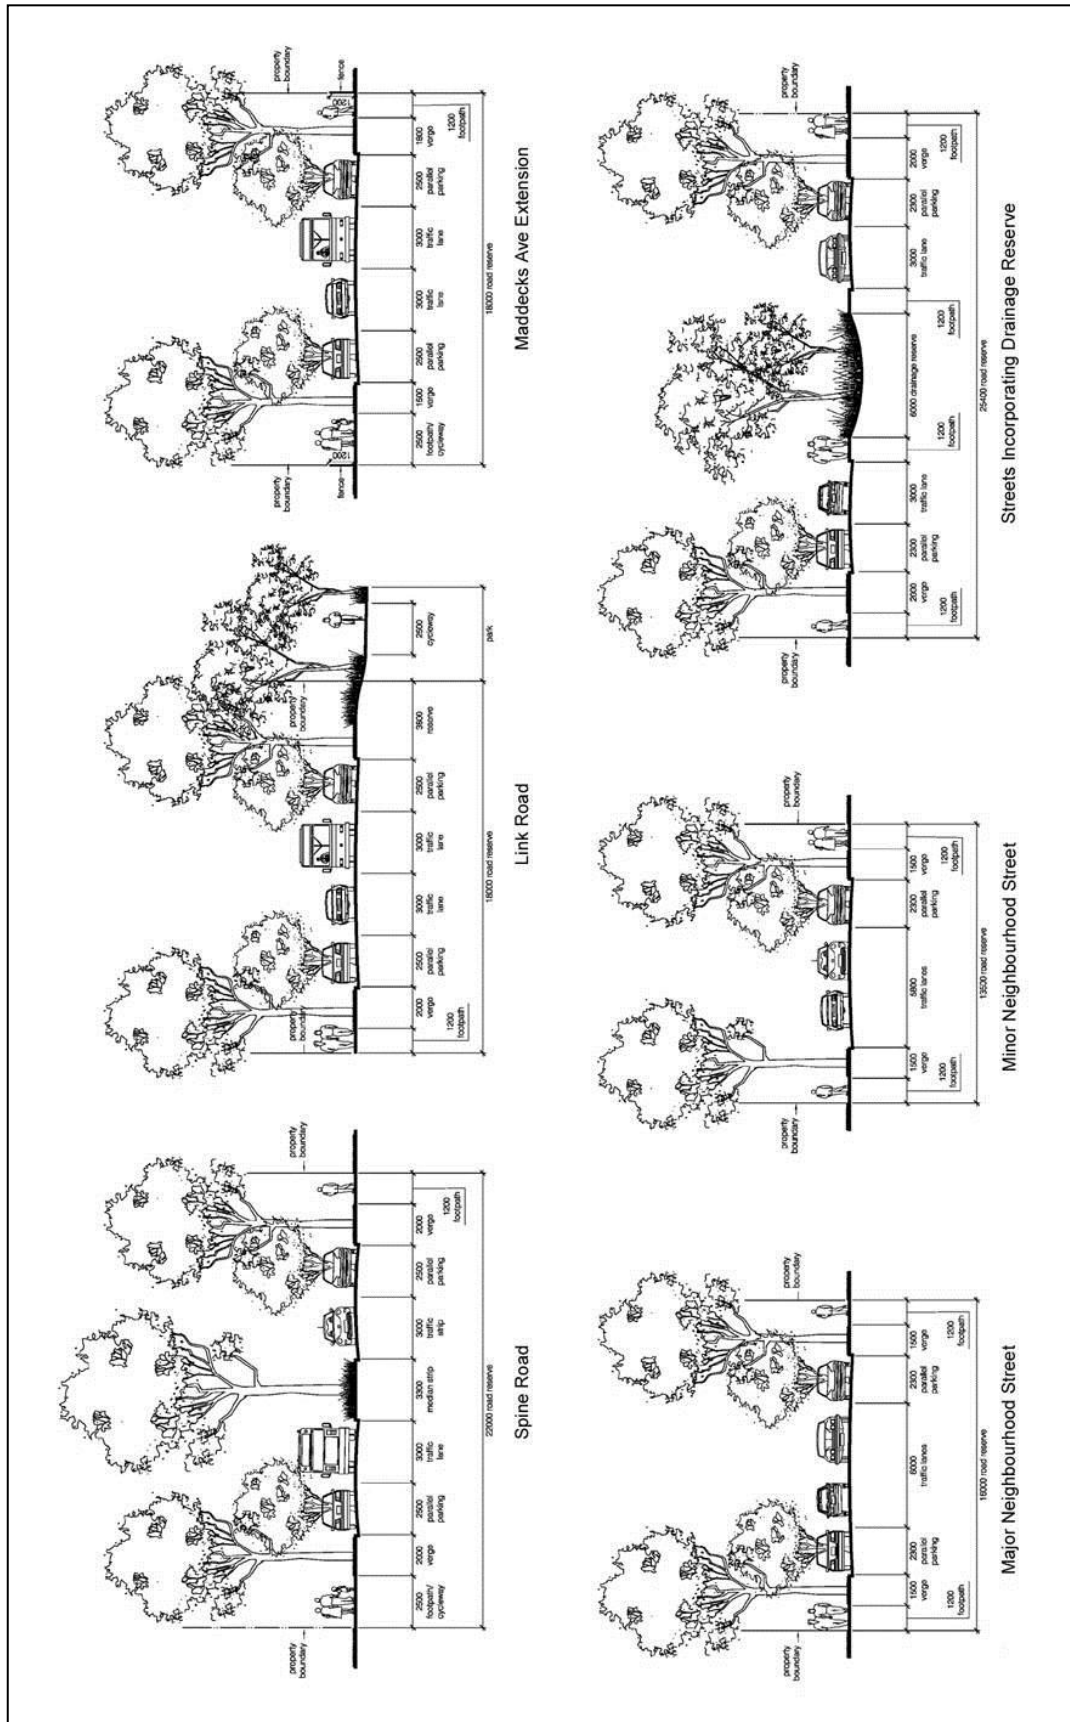 property
boundary
property
boundary
2500
footpath/
cycleway
2000
verge
2500
parallel
parking
3000
traffic
lane
3300
median strip
3000
traffic
strip
2500
parallel
parking
2000
verge
1200
footpath
22000 road reserve
Spine Road
property
boundary
property
boundary
1200
footpath
2000
verge
2500
parallel
parking
3000
traffic
lane
3000
traffic
lane
2500
parallel
parking
3800
reserve
2500
cycleway
18000 road reserve
park
Link Road
property
boundary
fence
1200
property
boundary
fence
1200
2500
footpath/
cycleway
1500
verge
2500
parallel
parking
3000
traffic
lane
3000
traffic
lane
2500
parallel
parking
1800
verge
1200
footpath
18000 road reserve
Maddecks Ave Extension
property
boundary
property
boundary
1200
footpath
1500
verge
2300
parallel
parking
6000
traffic lanes
2300
parallel
parking
1500
verge
1200
footpath
16000 road reserve
Major Neighbourhood Street
property
boundary
property
boundary
1200
footpath
1500
verge
5800
traffic lanes
2300
parallel
parking
1500
verge
1200
footpath
13500 road reserve
Minor Neighbourhood Street
property
boundary
property
boundary
1200
footpath
2000
verge
2300
parallel
parking
3000
traffic lane
1200
footpath
6000 drainage reserve
1200
footpath
3000
traffic lane
2300
parallel
parking
2000
verge
1200
footpath
25400 road reserve
Streets Incorporating Drainage Reserve